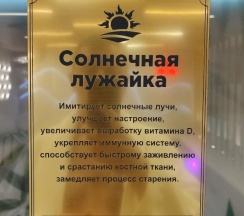 Солнечная
лужайка
Имитирует солнечные лучи,
улучшает настроение,
увеличивает выработку витамина D,
укрепляет иммунную систему,
способствует быстрому заживлению
и срастанию костной ткани,
замедляет процесс старения.